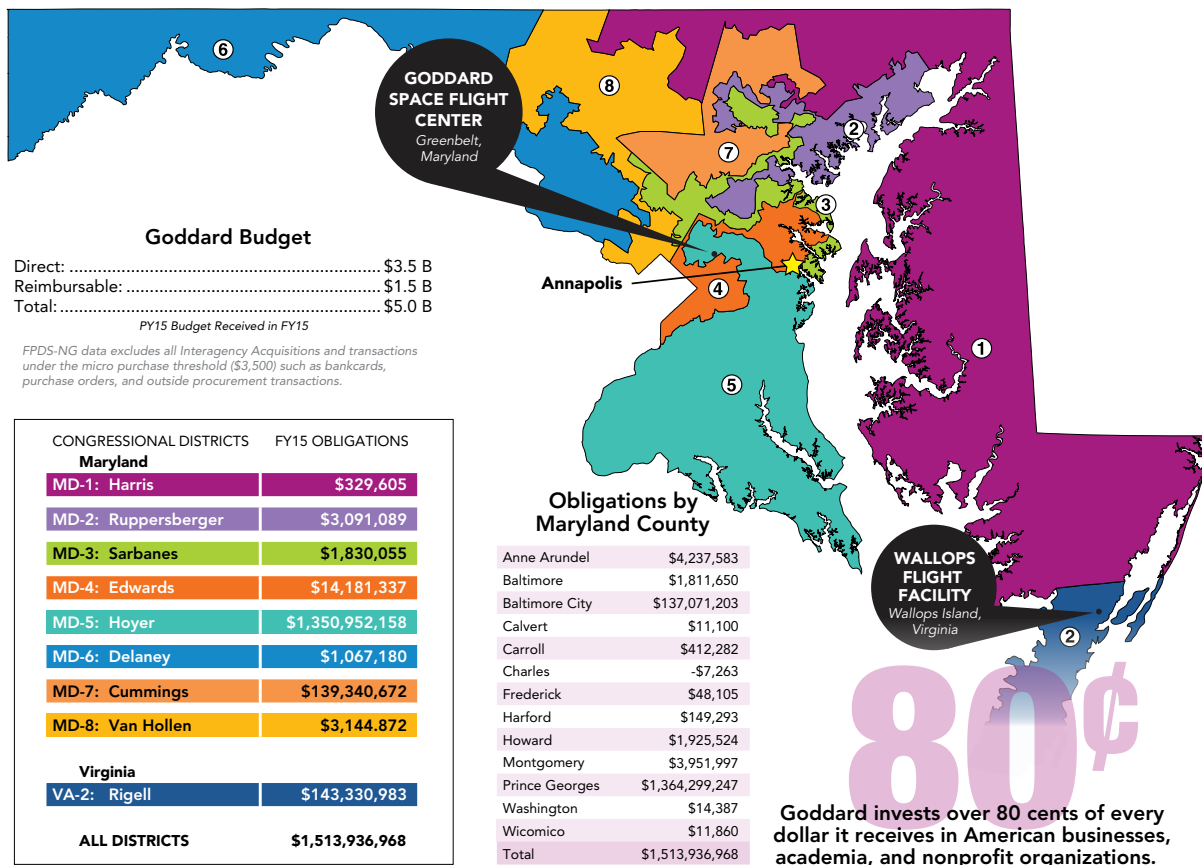 6
8
7
2
3
4
1
5
2
GODDARD
SPACE FLIGHT
CENTER
Greenbelt,
Maryland
Annapolis
Goddard Budget
Direct: ................................................................ $3.5 B
Reimbursable: ................................................... $1.5 B
Total: ................................................................ $5.0 B
PY15 Budget Received in FY15
FPDS-NG data excludes all Interagency Acquisitions and transactions
under the micro purchase threshold ($3,500) such as bankcards,
purchase orders, and outside procurement transactions.
CONGRESSIONAL DISTRICTS FY15 OBLIGATIONS
Maryland
MD-1: Harris $329,605
MD-2: Ruppersberger $3,091,089
MD-3: Sarbanes $1,830,055
MD-4: Edwards $14,181,337
MD-5: Hoyer $1,350,952,158
MD-6: Delaney $1,067,180
MD-7: Cummings $139,340,672
MD-8: Van Hollen $3,144.872
Virginia
VA-2: Rigell $143,330,983
ALL DISTRICTS $1,513,936,968
Obligations by
Maryland County
Anne Arundel $4,237,583
Baltimore $1,811,650
Baltimore City $137,071,203
Calvert $11,100
Carroll $412,282
Charles -$7,263
Frederick $48,105
Harford $149,293
Howard $1,925,524
Montgomery $3,951,997
Prince Georges $1,364,299,247
Washington $14,387
Wicomico $11,860
Total $1,513,936,968
WALLOPS
FLIGHT
FACILITY
Wallops Island,
Virginia
80¢
Goddard invests over 80 cents of every
dollar it receives in American businesses,
academia, and nonprofit organizations.